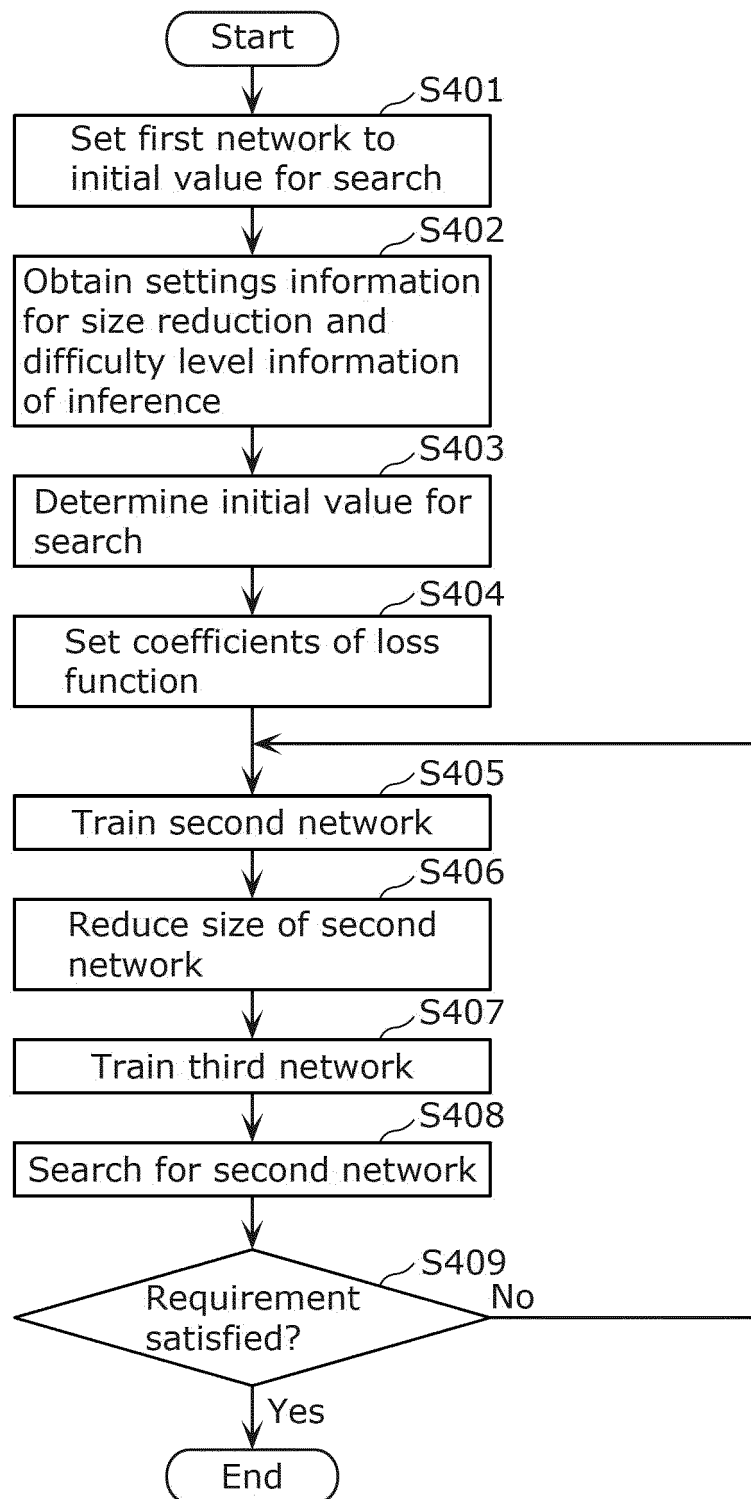 Start
S401
Set first network to
initial value for search
S402
Obtain settings information
for size reduction and
difficulty level information
of inference
S403
Determine initial value for
search
S404
Set coefficients of loss
function
S405
Train second network
S406
Reduce size of second
network
S407
Train third network
S408
Search for second network
S409
Requirement
satisfied?
No
Yes
End